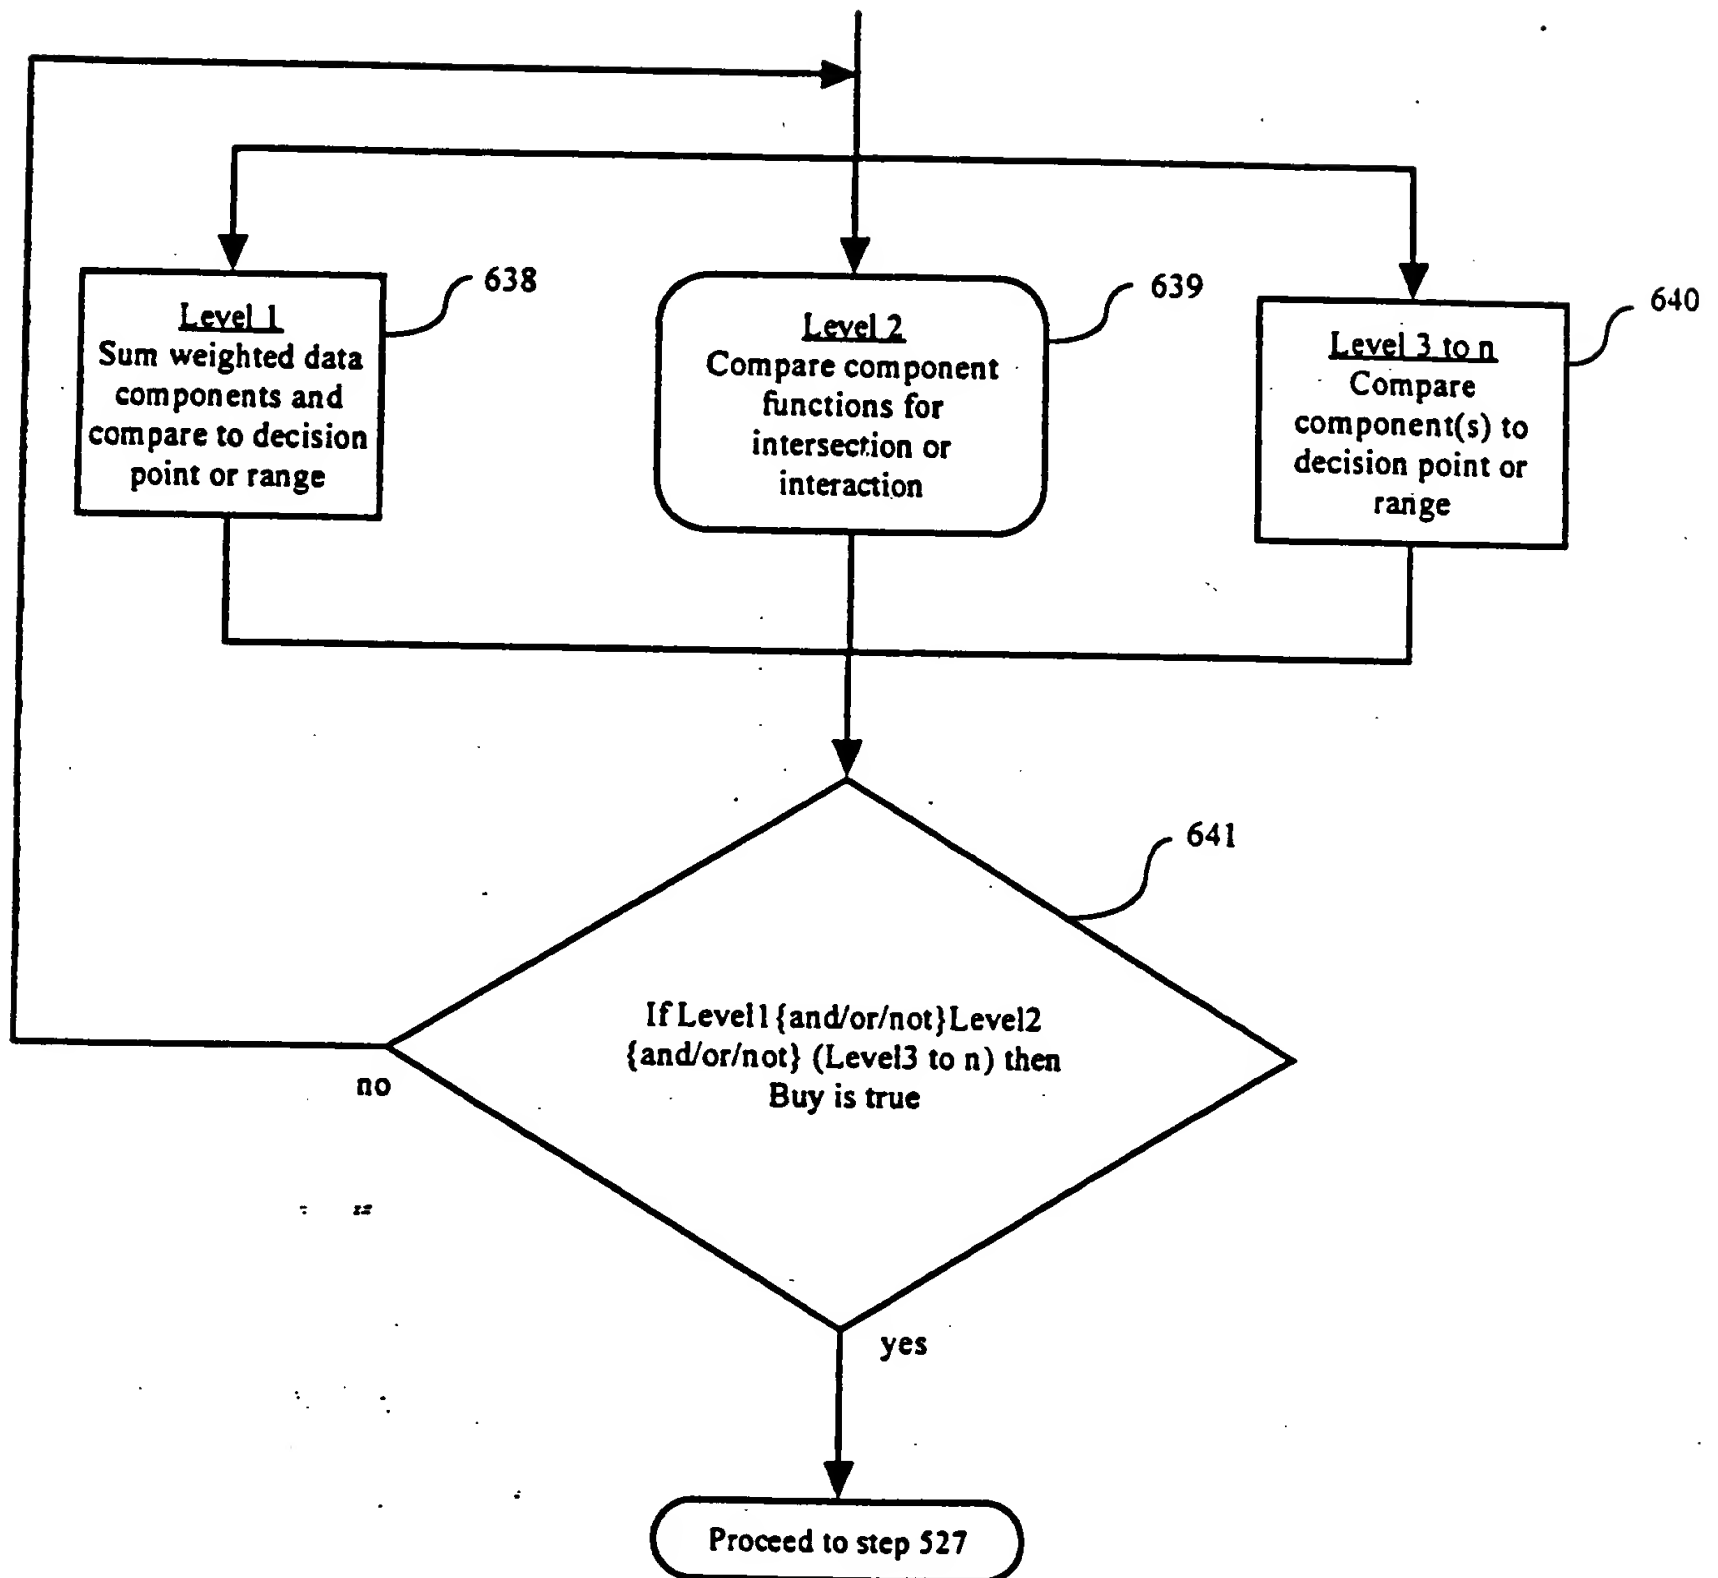 638
Level 1
Sum weighted data
components and
compare to decision
point or range
639
Level 2
Compare component
functions for
intersection or
interaction
640
Level 3 to n
Compare
component(s) to
decision point or
range
641
If Level1{and/or/not}Level2
{and/or/not} (Level3 to n) then
Buy is true
no
yes
Proceed to step 527